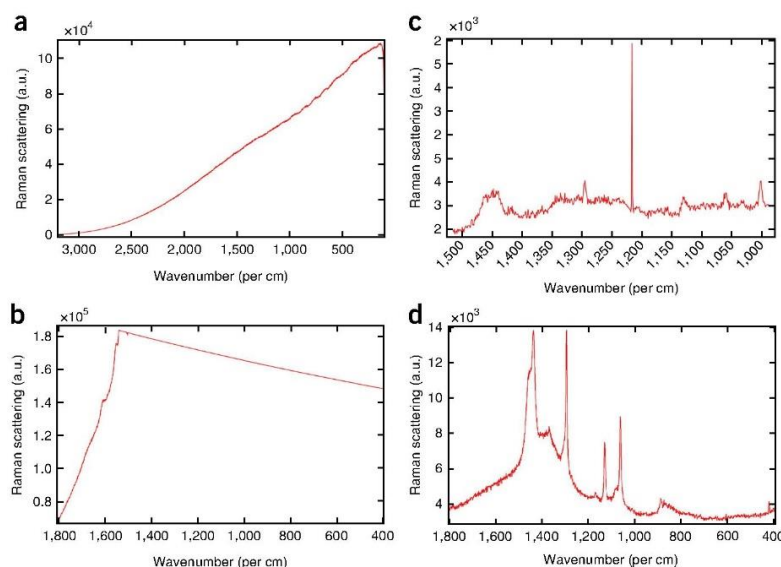 a
×10⁴
10
8
6
4
2
0
Raman scattering (a.u.)
3,000 2,500 2,000 1,500 1,000 500
Wavenumber (per cm)
c
×10³
2
5
2
3
2
4
3
3
2
Raman scattering (a.u.)
1,500 1,450 1,400 1,350 1,300 1,250 1,200 1,150 1,100 1,050 1,000
Wavenumber (per cm)
b
×10⁵
1.8
1.6
1.4
1.2
1.0
0.8
Raman scattering (a.u.)
1,800 1,600 1,400 1,200 1,000 800 600 400
Wavenumber (per cm)
d
×10³
14
12
10
8
6
4
Raman scattering (a.u.)
1,800 1,600 1,400 1,200 1,000 800 600 400
Wavenumber (per cm)